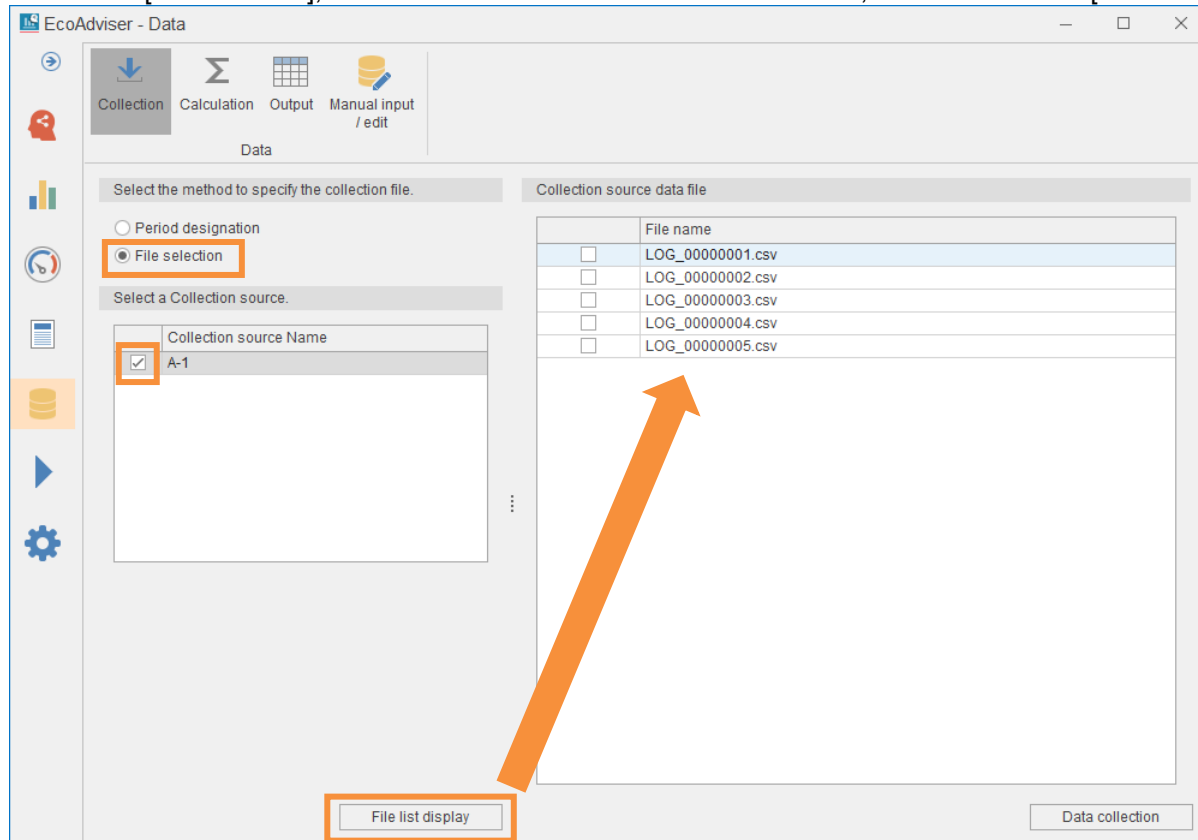 EcoAdviser - Data
Collection
Calculation
Output
Manual input
/ edit
Data
Select the method to specify the collection file.
Period designation
File selection
Select a Collection source.
Collection source Name
A-1
File list display
Collection source data file
File name
LOG_00000001.csv
LOG_00000002.csv
LOG_00000003.csv
LOG_00000004.csv
LOG_00000005.csv
Data collection